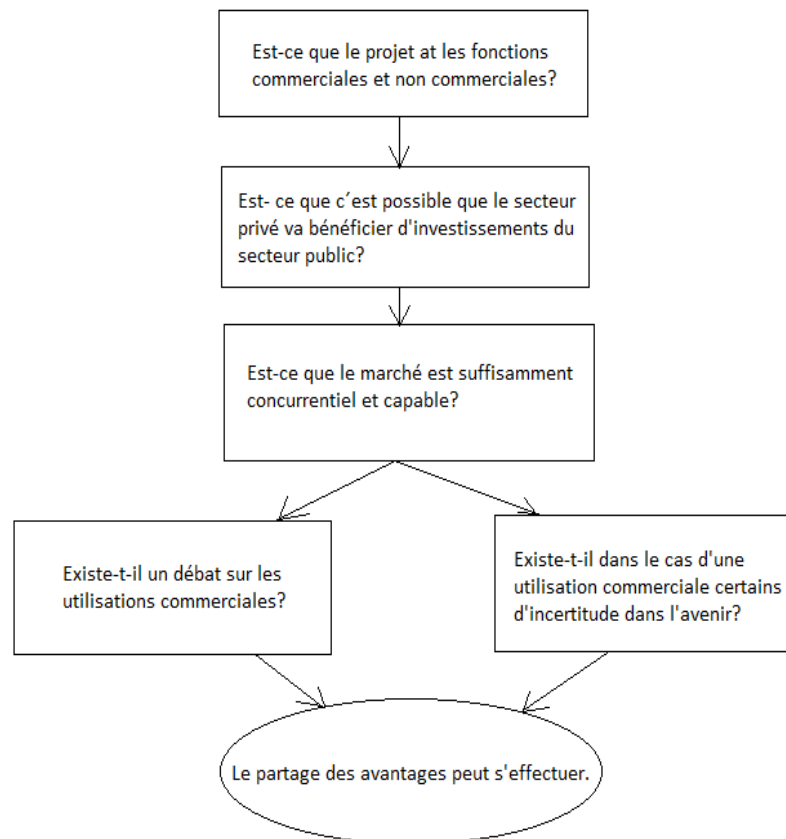 Est-ce que le projet at les fonctions
commerciales et non commerciales?
Est- ce que c´est possible que le secteur
privé va bénéficier d'investissements du
secteur public?
Est-ce que le marché est suffisamment
concurrentiel et capable?
Existe-t-il un débat sur les
utilisations commerciales?
Existe-t-il dans le cas d'une
utilisation commerciale certains
d'incertitude dans l'avenir?
Le partage des avantages peut s'effectuer.